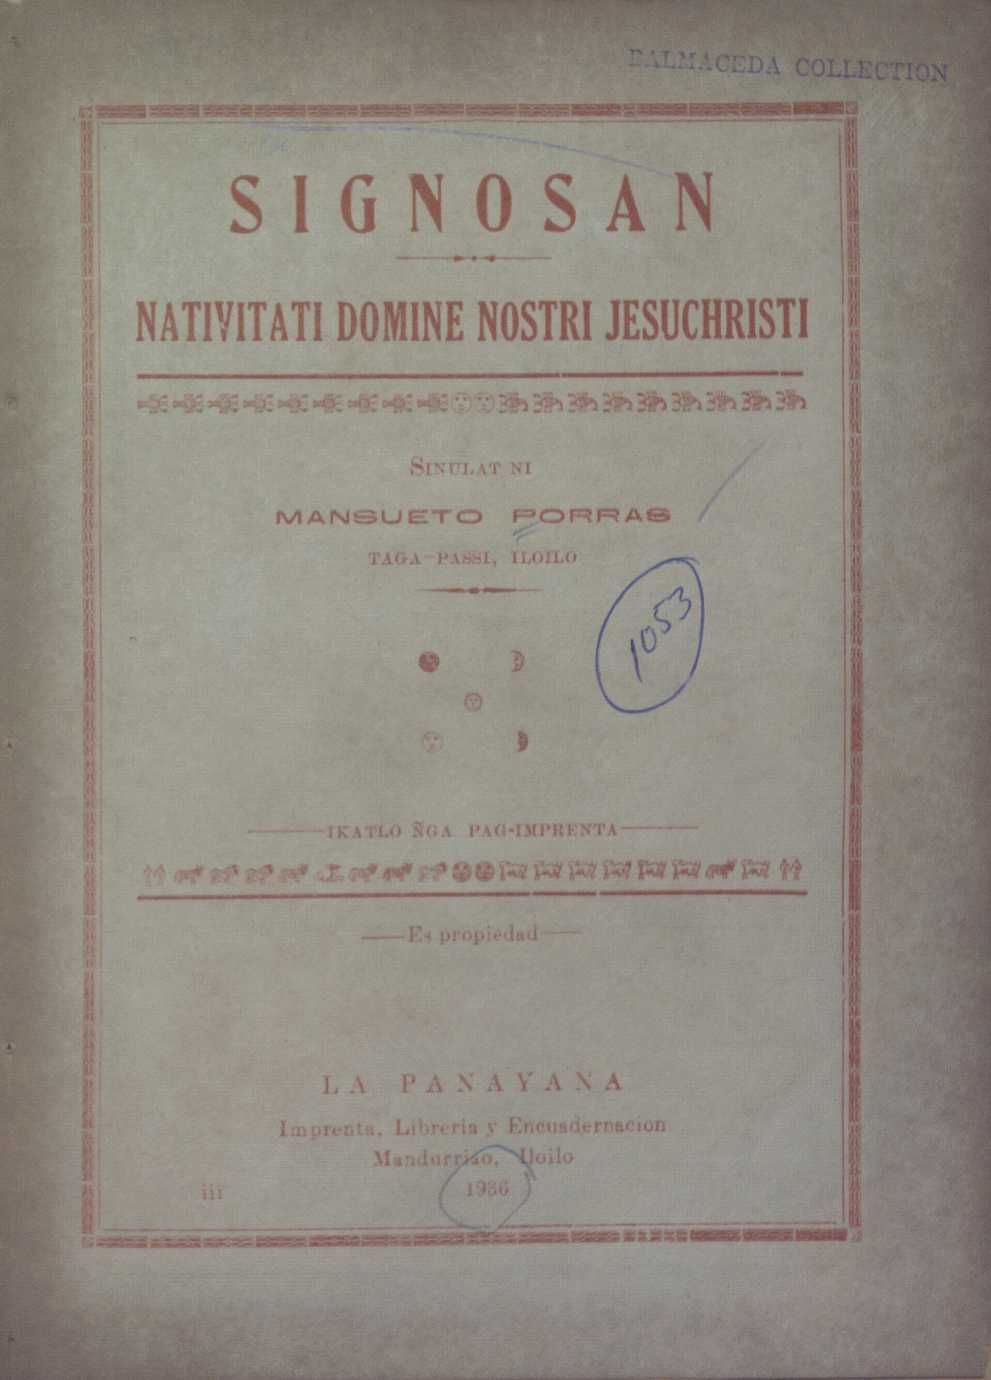 BALMACEDA COLLECTION
SIGNOSAN
NATIVITATI DOMINE NOSTRI JESUCHRISTI
SINULAT NI
MANSUETO PORRAS
TAGA-PASSI, ILOILO
1053
IKATLO ÑGA PAG-IMPRENTA
Es propiedad
LA PANAYANA
Imprenta, Libreria y Encuadernacion
Mandurriao, Iloilo
iii 1936